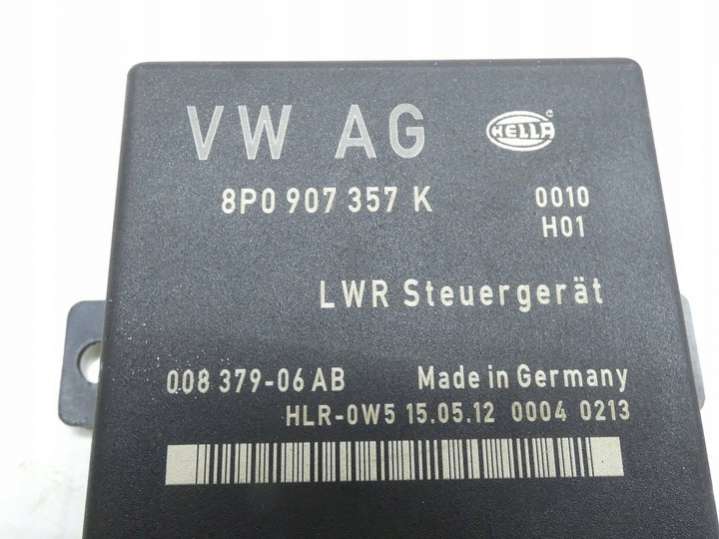 VW AG HELLA
8P0 907 357 K 0010
H01
LWR Steuergerät
008 379-06 AB Made in Germany
HLR-0W5 15.05.12 0004 0213